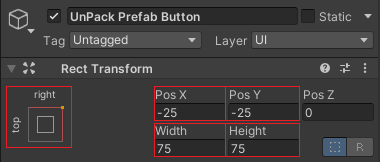 UnPack Prefab Button Static
Tag Untagged Layer UI
Rect Transform
right
top
Pos X Pos Y Pos Z
-25 -25 0
Width Height
75 75
R